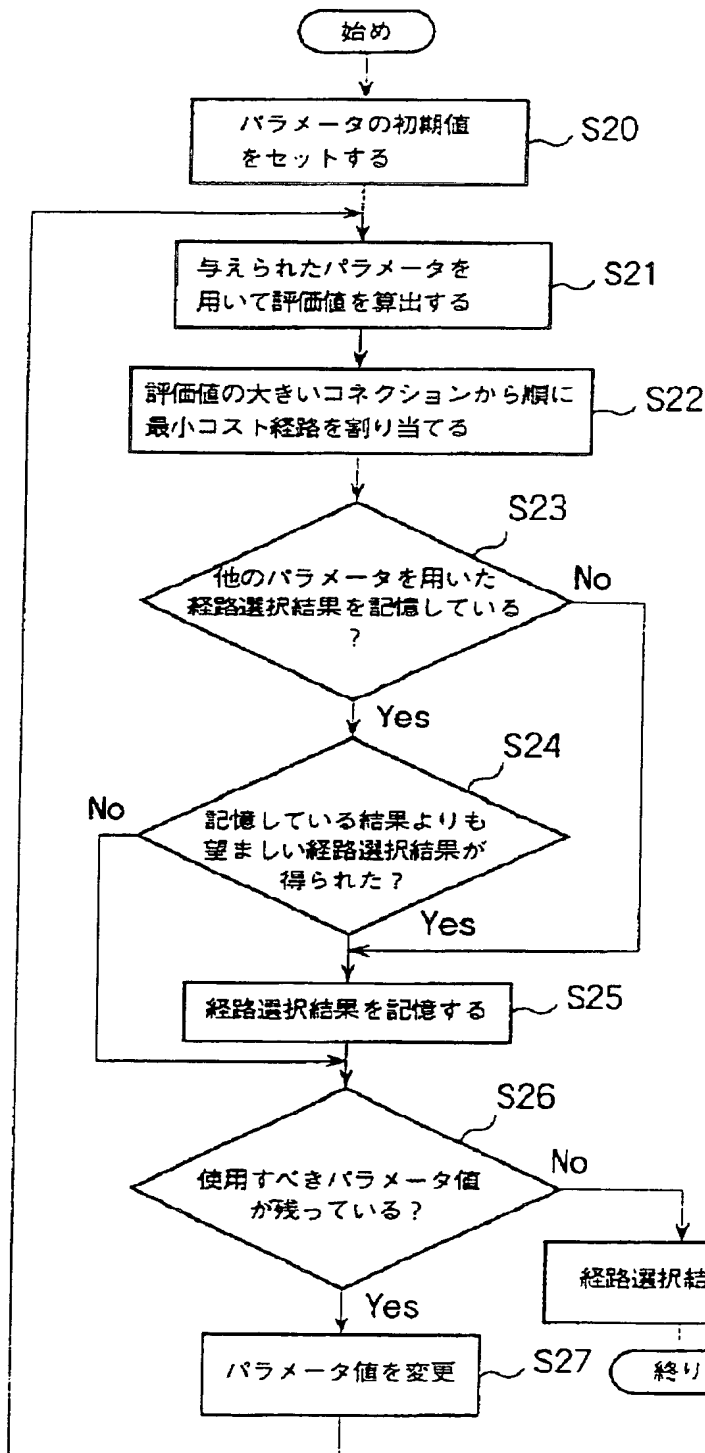 始め
パラメータの初期値
をセットする
S20
与えられたパラメータを
用いて評価値を算出する
S21
評価値の大きいコネクションから順に
最小コスト経路を割り当てる
S22
S23
他のパラメータを用いた
経路選択結果を記憶している
?
No
Yes
S24
No
記憶している結果よりも
望ましい経路選択結果が
得られた?
Yes
経路選択結果を記憶する
S25
S26
使用すべきパラメータ値
が残っている?
No
経路選択結
Yes
パラメータ値を変更
S27
終り